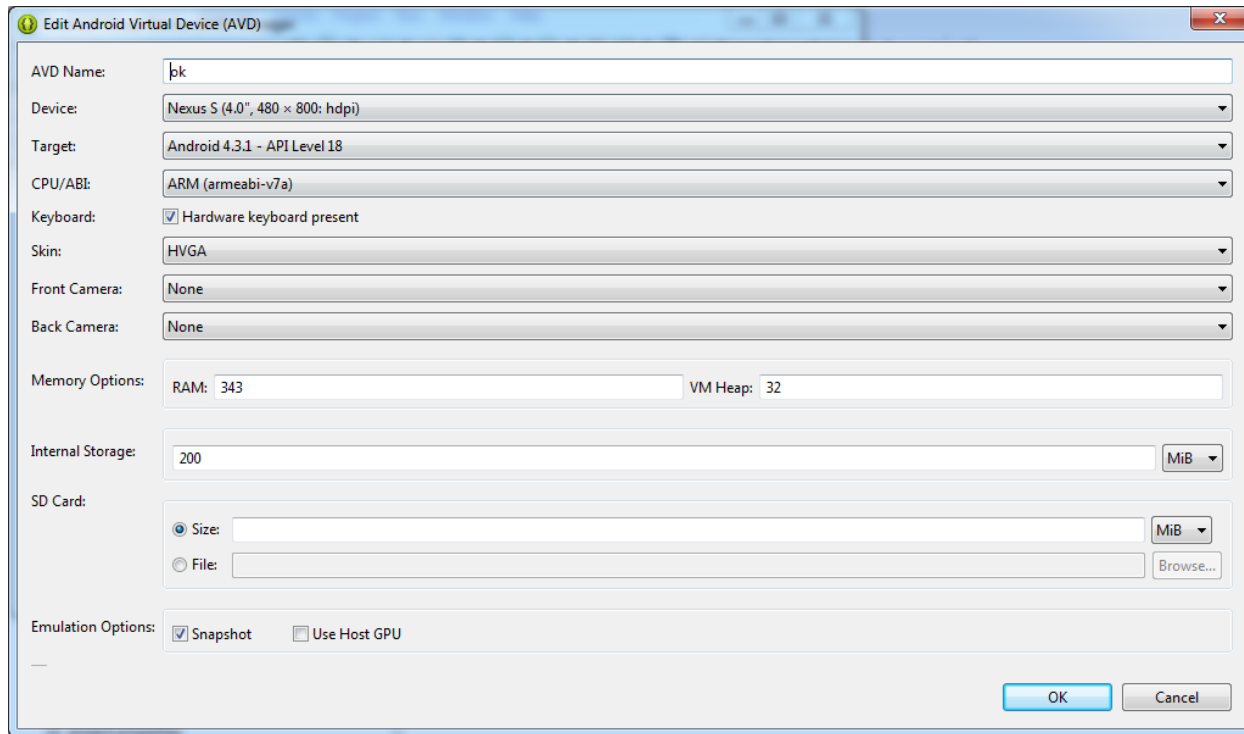 Edit Android Virtual Device (AVD)
AVD Name: ok
Device: Nexus S (4.0", 480 × 800: hdpi)
Target: Android 4.3.1 - API Level 18
CPU/ABI: ARM (armeabi-v7a)
Keyboard: Hardware keyboard present
Skin: HVGA
Front Camera: None
Back Camera: None
Memory Options: RAM: 343 VM Heap: 32
Internal Storage: 200 MiB
SD Card:
Size: MiB
File: Browse...
Emulation Options: Snapshot Use Host GPU
OK Cancel